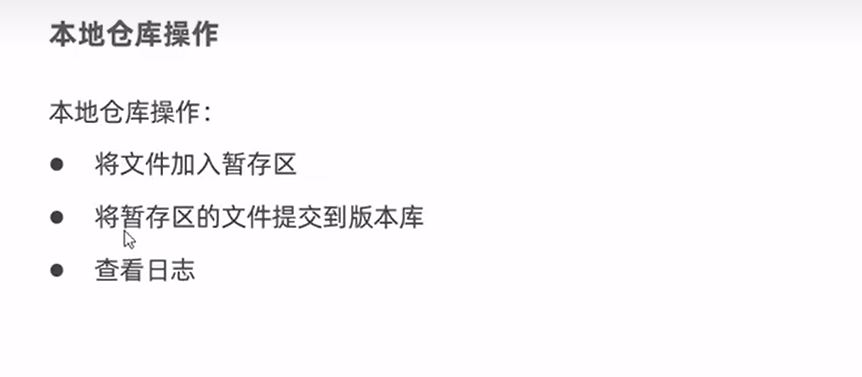 本地仓库操作
本地仓库操作：
● 将文件加入暂存区
● 将暂存区的文件提交到版本库
● 查看日志